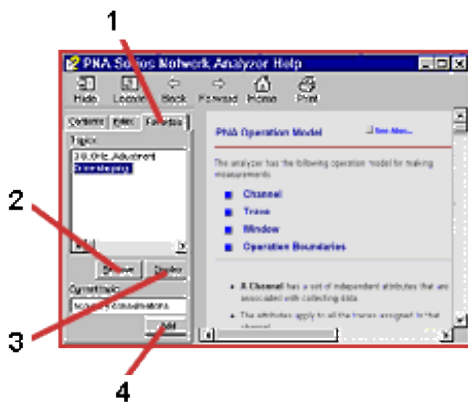 1
PNA Series Network Analyzer Help
Hide Locate Back Forward Home Print
Contents Index Favorites
Topics
PNA Operation Model See Also...
The analyzer has the following operation model for making
measurements
Channel
Trace
Window
Operation Boundaries
2
Remove Display
Current topic
Add
A Channel has a set of independent attributes that are
associated with collecting data.
The attributes apply to all the traces assigned to that
channel
3
4